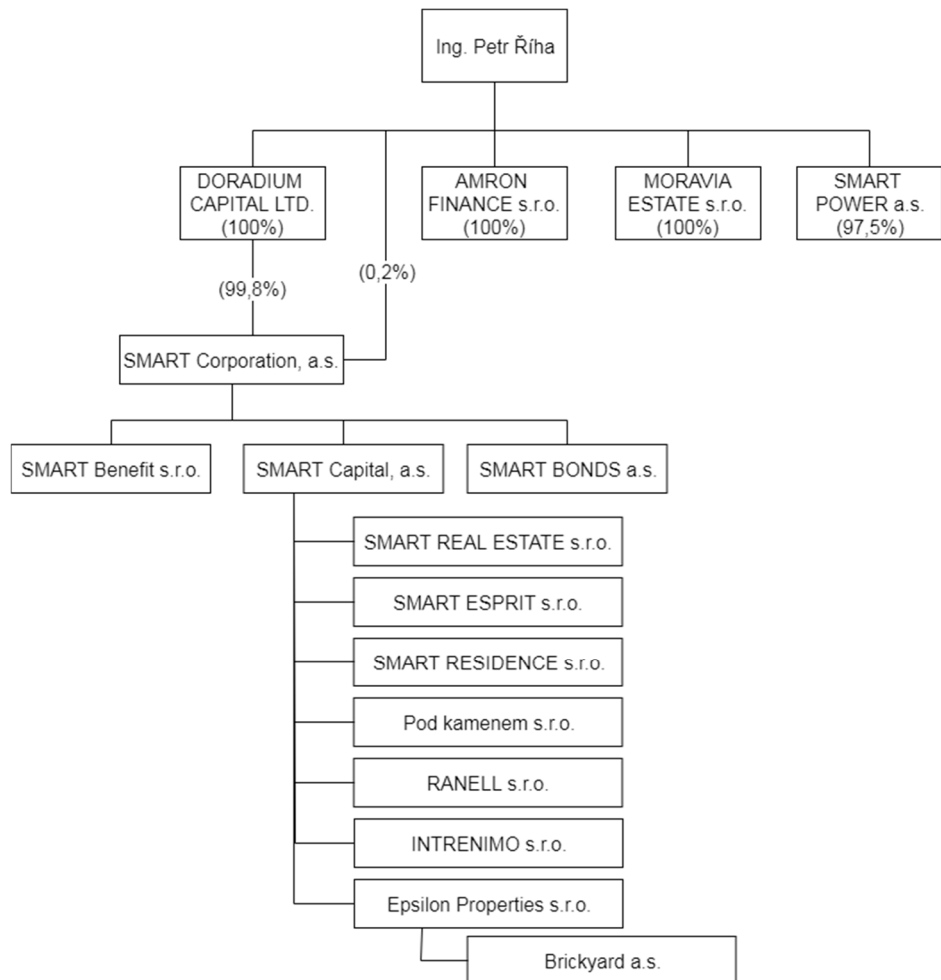 Ing. Petr Říha
DORADIUM
CAPITAL LTD.
(100%)
AMRON
FINANCE s.r.o.
(100%)
MORAVIA
ESTATE s.r.o.
(100%)
SMART
POWER a.s.
(97,5%)
(99,8%)
(0,2%)
SMART Corporation, a.s.
SMART Benefit s.r.o.
SMART Capital, a.s.
SMART BONDS a.s.
SMART REAL ESTATE s.r.o.
SMART ESPRIT s.r.o.
SMART RESIDENCE s.r.o.
Pod kamenem s.r.o.
RANELL s.r.o.
INTRENIMO s.r.o.
Epsilon Properties s.r.o.
Brickyard a.s.